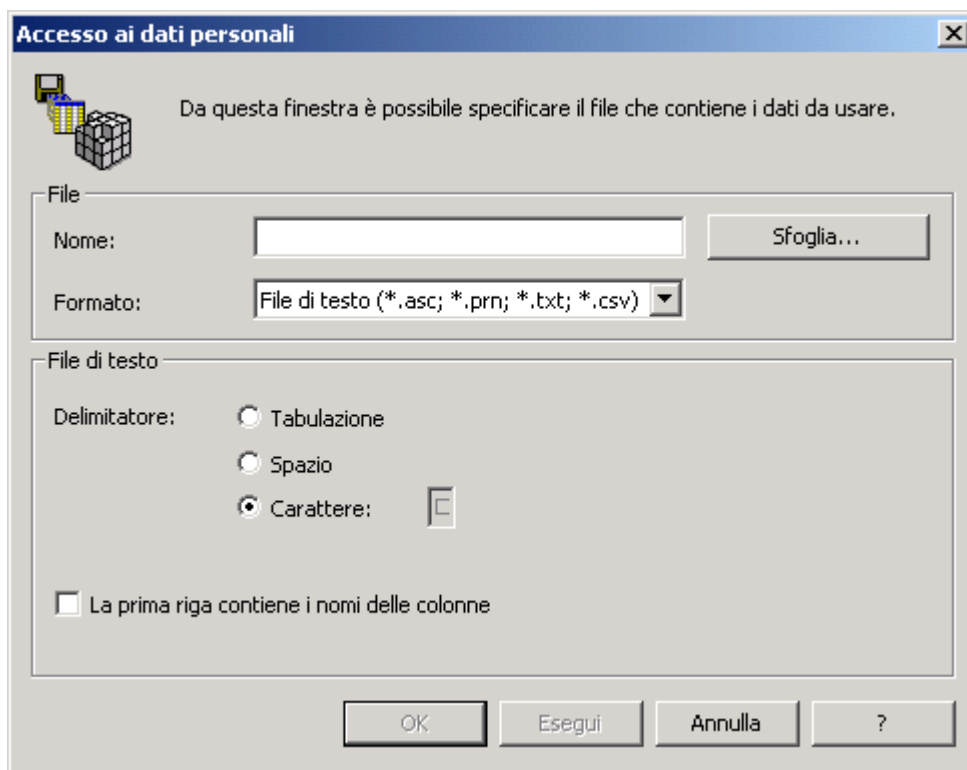 Accesso ai dati personali
Da questa finestra è possibile specificare il file che contiene i dati da usare.
File
Nome:
Sfoglia...
Formato:
File di testo (*.asc; *.prn; *.txt; *.csv)
File di testo
Delimitatore:
Tabulazione
Spazio
Carattere:
La prima riga contiene i nomi delle colonne
OK Esegui Annulla ?